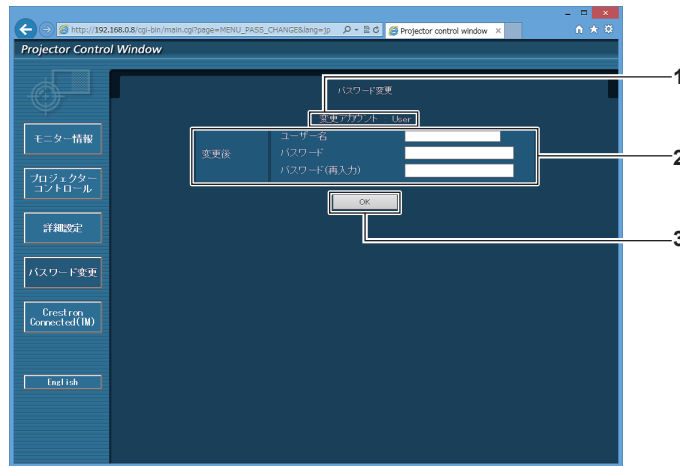 http://192.168.0.8/cgi-bin/main.cgi?page=MENU_PASS_CHANGE&lang=jp
Projector control window
Projector Control Window
パスワード変更
変更アカウント : User
変更後
ユーザー名
パスワード
パスワード(再入力)
OK
モニター情報
プロジェクター
コントロール
詳細設定
パスワード変更
Crestron
Connected(TM)
English
1
2
3